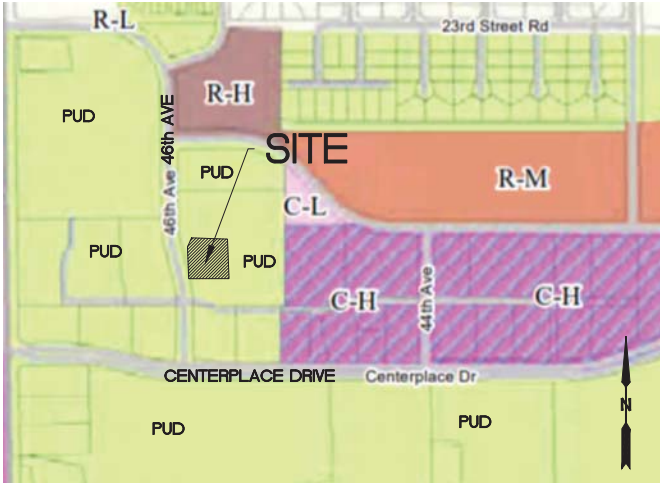 R-L
23rd Street Rd
R-H
PUD
46th AVE
SITE
PUD
R-M
46th Ave
C-L
PUD
PUD
C-H
C-H
44th Ave
CENTERPLACE DRIVE
Centerplace Dr
N
PUD
PUD